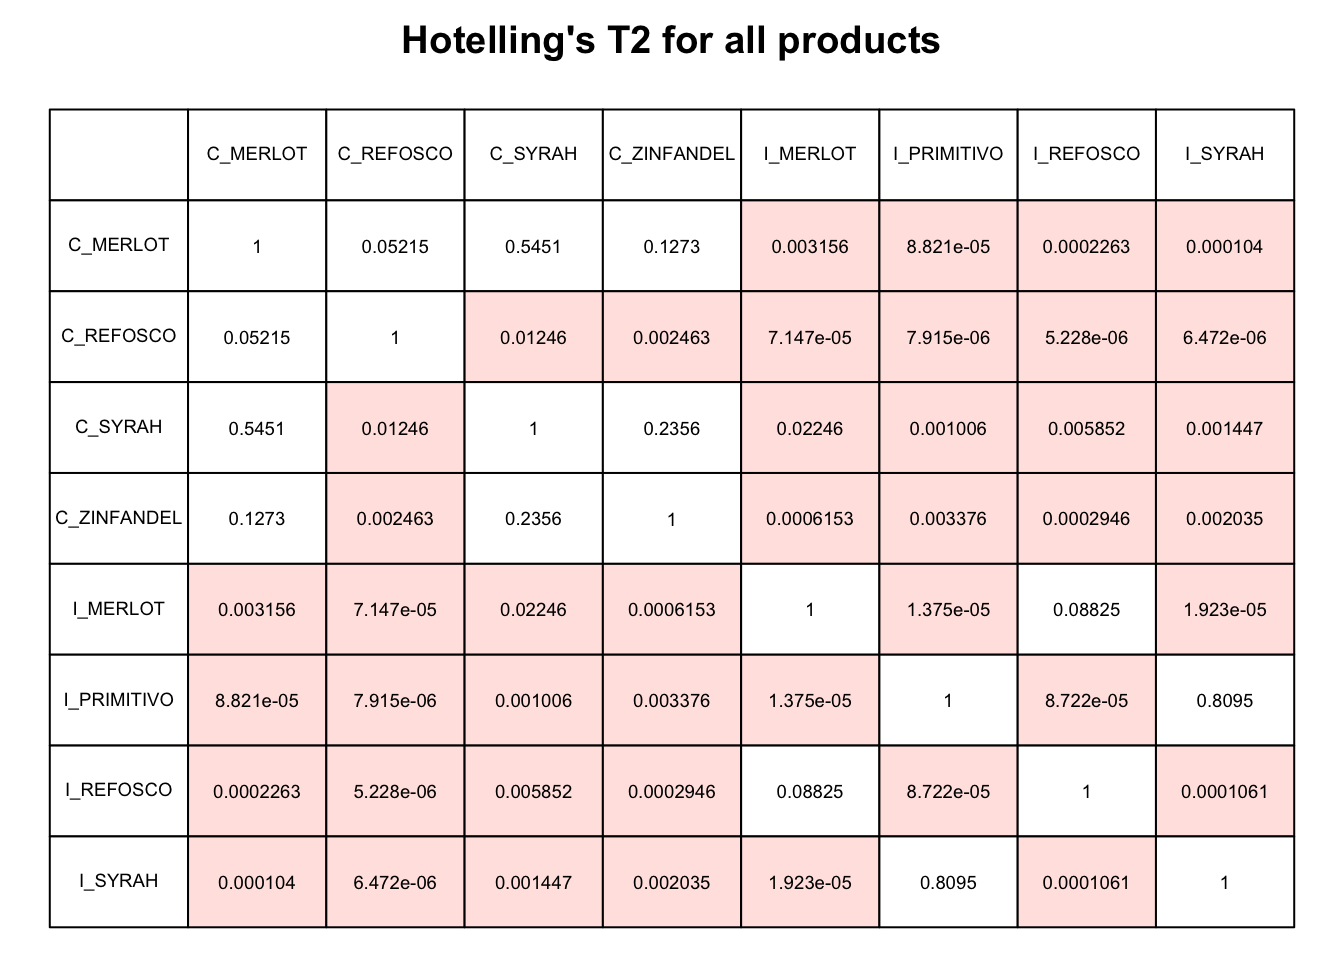 Hotelling's T2 for all products
C_MERLOT C_REFOSCO C_SYRAH C_ZINFANDEL I_MERLOT I_PRIMITIVO I_REFOSCO I_SYRAH
C_MERLOT 1 0.05215 0.5451 0.1273 0.003156 8.821e-05 0.0002263 0.000104
C_REFOSCO 0.05215 1 0.01246 0.002463 7.147e-05 7.915e-06 5.228e-06 6.472e-06
C_SYRAH 0.5451 0.01246 1 0.2356 0.02246 0.001006 0.005852 0.001447
C_ZINFANDEL 0.1273 0.002463 0.2356 1 0.0006153 0.003376 0.0002946 0.002035
I_MERLOT 0.003156 7.147e-05 0.02246 0.0006153 1 1.375e-05 0.08825 1.923e-05
I_PRIMITIVO 8.821e-05 7.915e-06 0.001006 0.003376 1.375e-05 1 8.722e-05 0.8095
I_REFOSCO 0.0002263 5.228e-06 0.005852 0.0002946 0.08825 8.722e-05 1 0.0001061
I_SYRAH 0.000104 6.472e-06 0.001447 0.002035 1.923e-05 0.8095 0.0001061 1